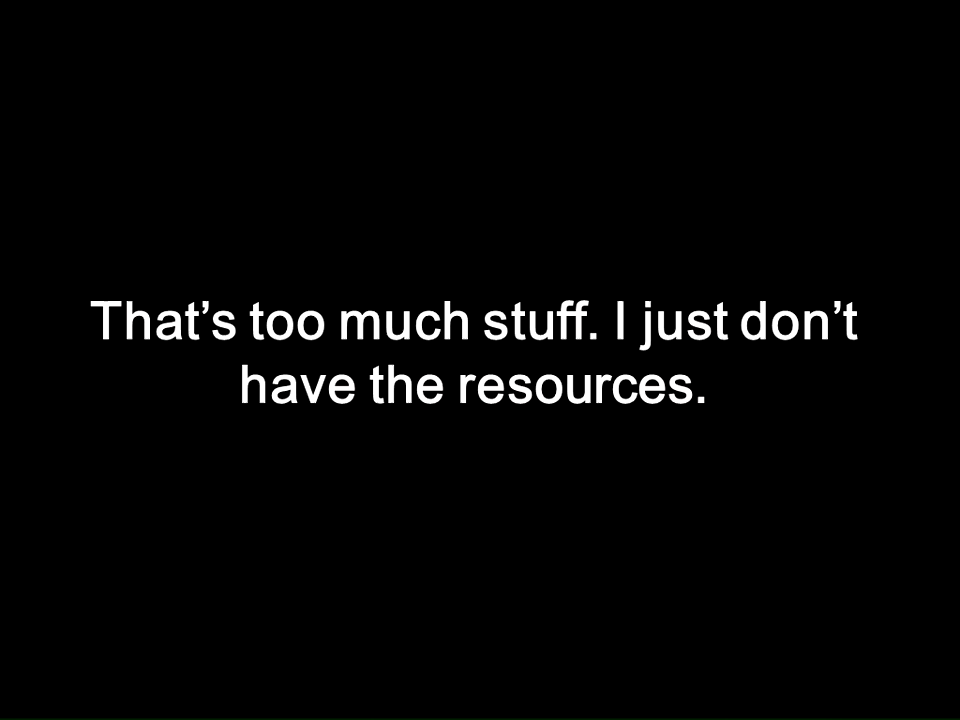 That’s too much stuff. I just don’t
have the resources.